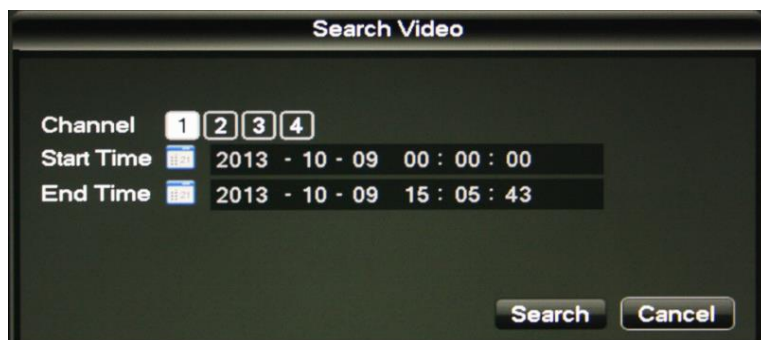 Search Video
Channel 1 2 3 4
Start Time 2013 - 10 - 09 00 : 00 : 00
End Time 2013 - 10 - 09 15 : 05 : 43
Search Cancel